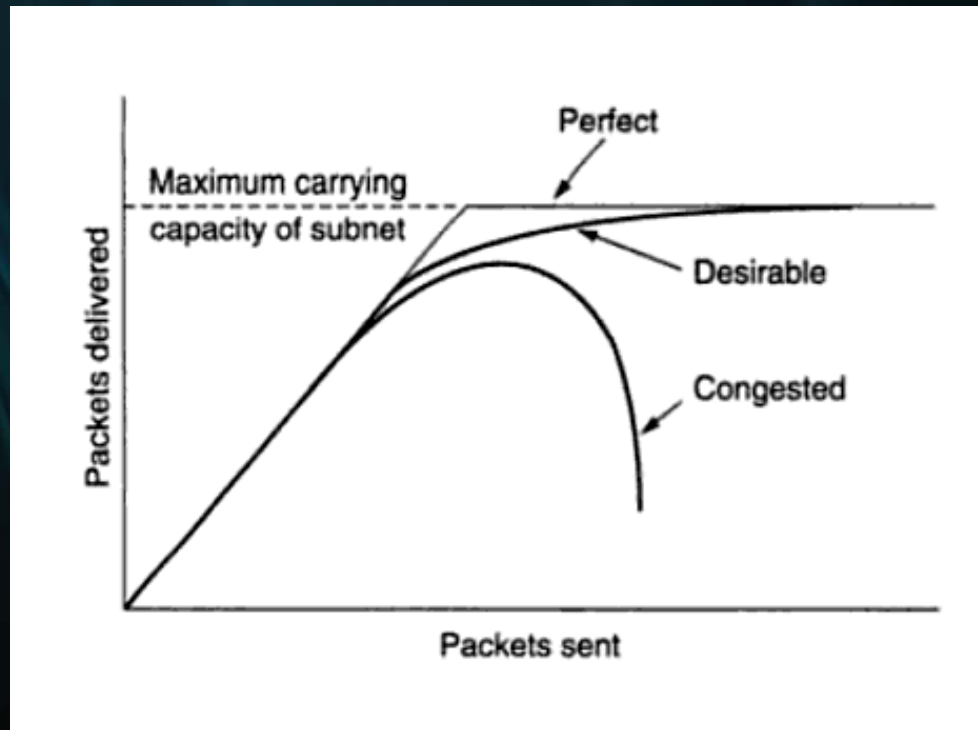 Perfect
Maximum carrying
capacity of subnet
Desirable
Congested
Packets delivered
Packets sent